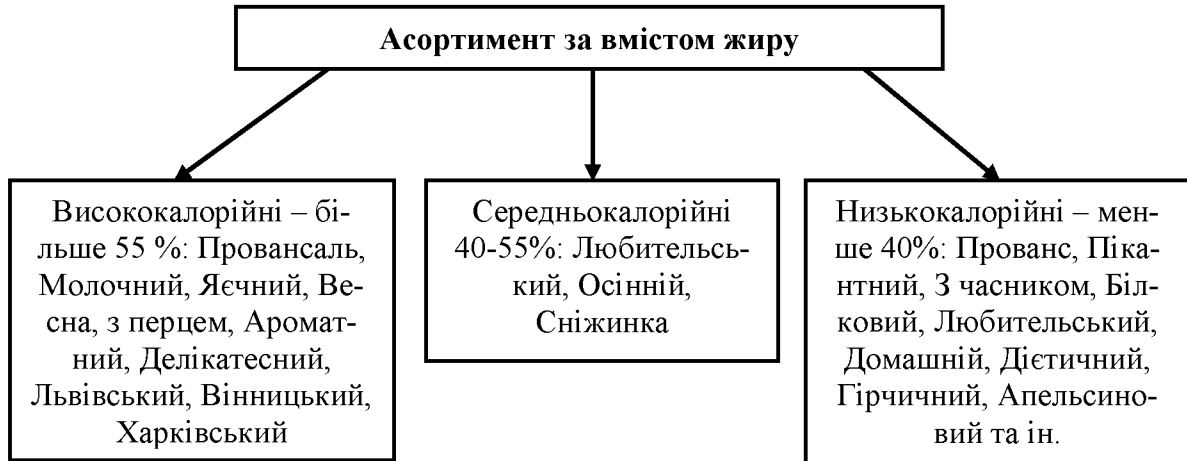 Асортимент за вмістом жиру
Висококалорійні – бі-
льше 55 %: Провансаль,
Молочний, Яєчний, Ве-
сна, з перцем, Аромат-
ний, Делікатесний,
Львівський, Вінницький,
Харківський
Середньокалорійні
40-55%: Любительсь-
кий, Осінній,
Сніжинка
Низькокалорійні – мен-
ше 40%: Прованс, Піка-
нтний, З часником, Біл-
ковий, Любительський,
Домашній, Дієтичний,
Гірчичний, Апельсино-
вий та ін.